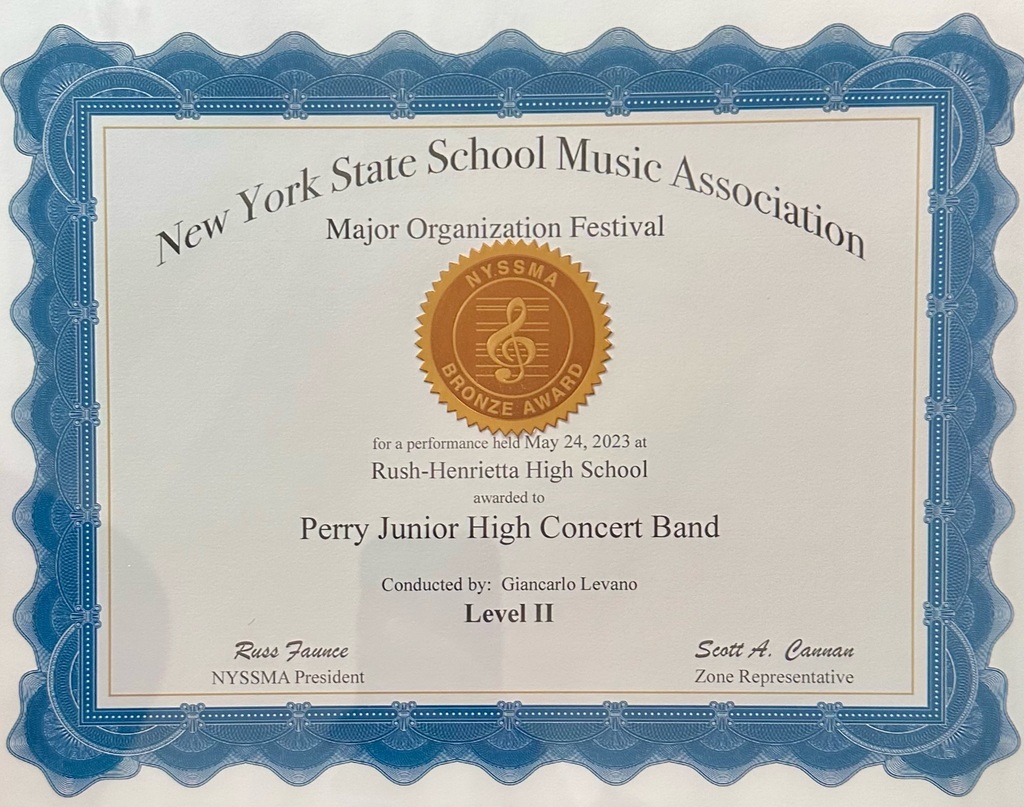 New York State School Music Association
Major Organization Festival
NYSSMA
BRONZE AWARD
for a performance held May 24, 2023 at
Rush-Henrietta High School
awarded to
Perry Junior High Concert Band
Conducted by: Giancarlo Levano
Level II
Russ Faunce Scott A. Cannan
NYSSMA President Zone Representative